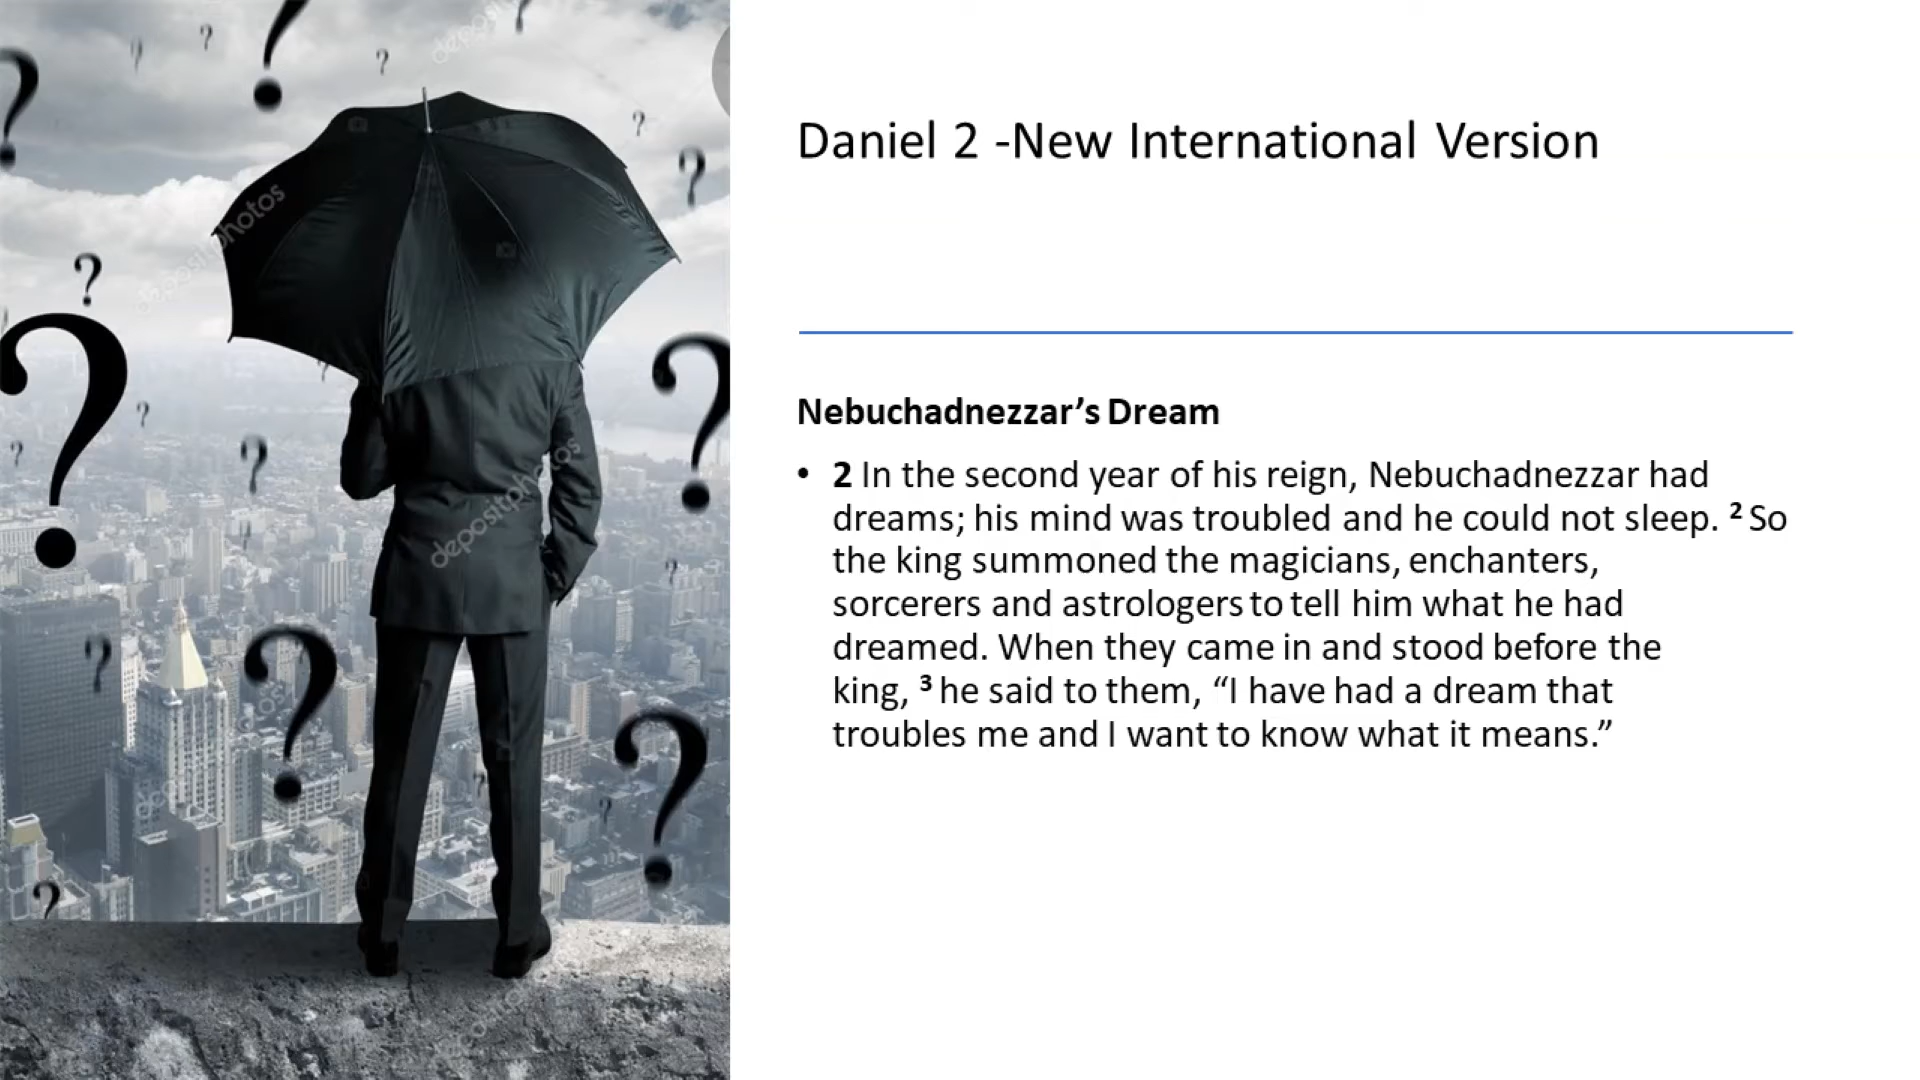 Daniel 2 -New International Version
Nebuchadnezzar’s Dream
• 2 In the second year of his reign, Nebuchadnezzar had
dreams; his mind was troubled and he could not sleep. 2 So
the king summoned the magicians, enchanters,
sorcerers and astrologers to tell him what he had
dreamed. When they came in and stood before the
king, 3 he said to them, “I have had a dream that
troubles me and I want to know what it means.”
depositphotos
depositphotos